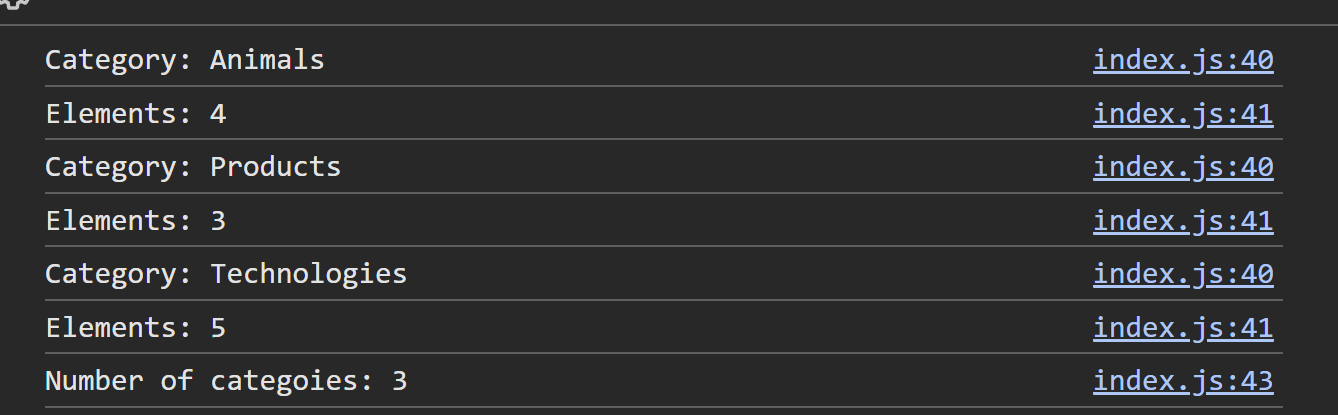 Category: Animals index.js:40
Elements: 4 index.js:41
Category: Products index.js:40
Elements: 3 index.js:41
Category: Technologies index.js:40
Elements: 5 index.js:41
Number of categoies: 3 index.js:43